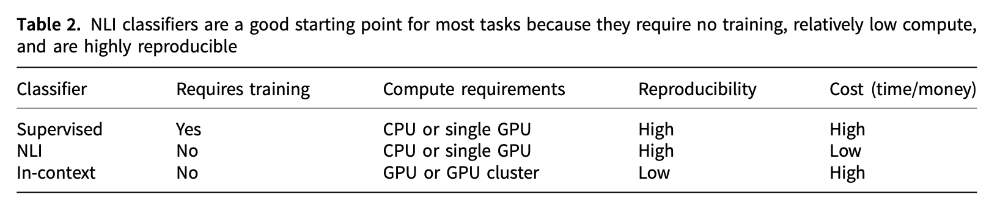 Table 2. NLI classifiers are a good starting point for most tasks because they require no training, relatively low compute,
and are highly reproducible
Classifier Requires training Compute requirements Reproducibility Cost (time/money)
Supervised Yes CPU or single GPU High High
NLI No CPU or single GPU High Low
In-context No GPU or GPU cluster Low High